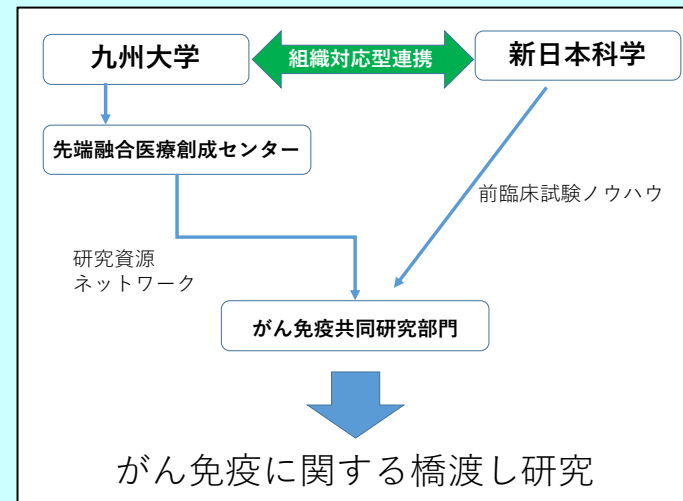 九州大学
組織対応型連携
新日本科学
先端融合医療創成センター
前臨床試験ノウハウ
研究資源
ネットワーク
がん免疫共同研究部門
がん免疫に関する橋渡し研究